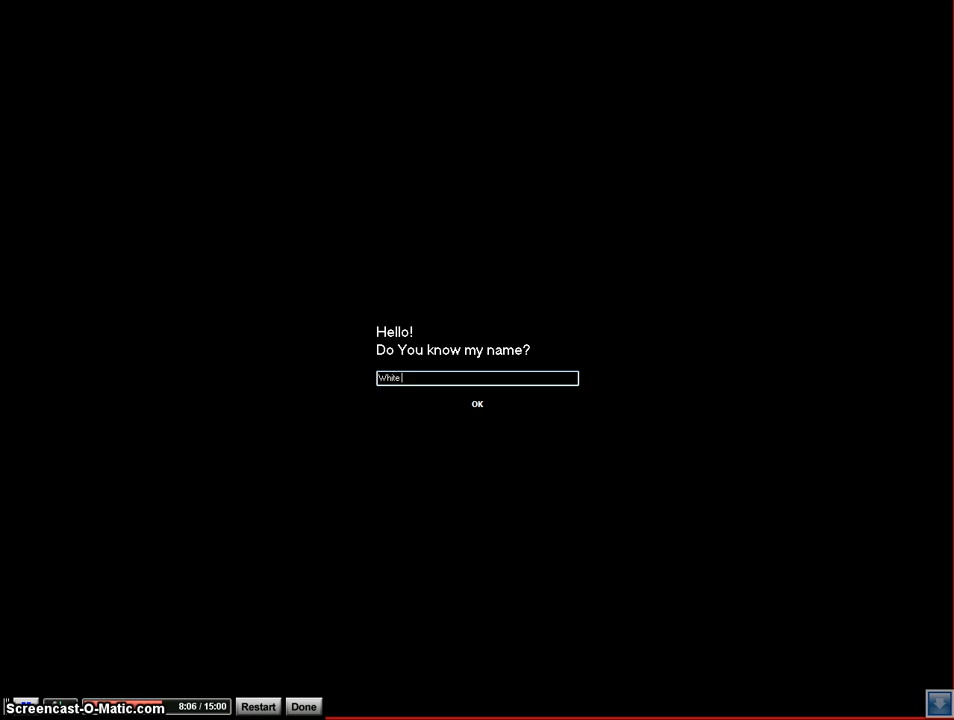 Hello!
Do You know my name?
White
OK
8:06 / 15:00
Restart
Done
Screencast-O-Matic.com